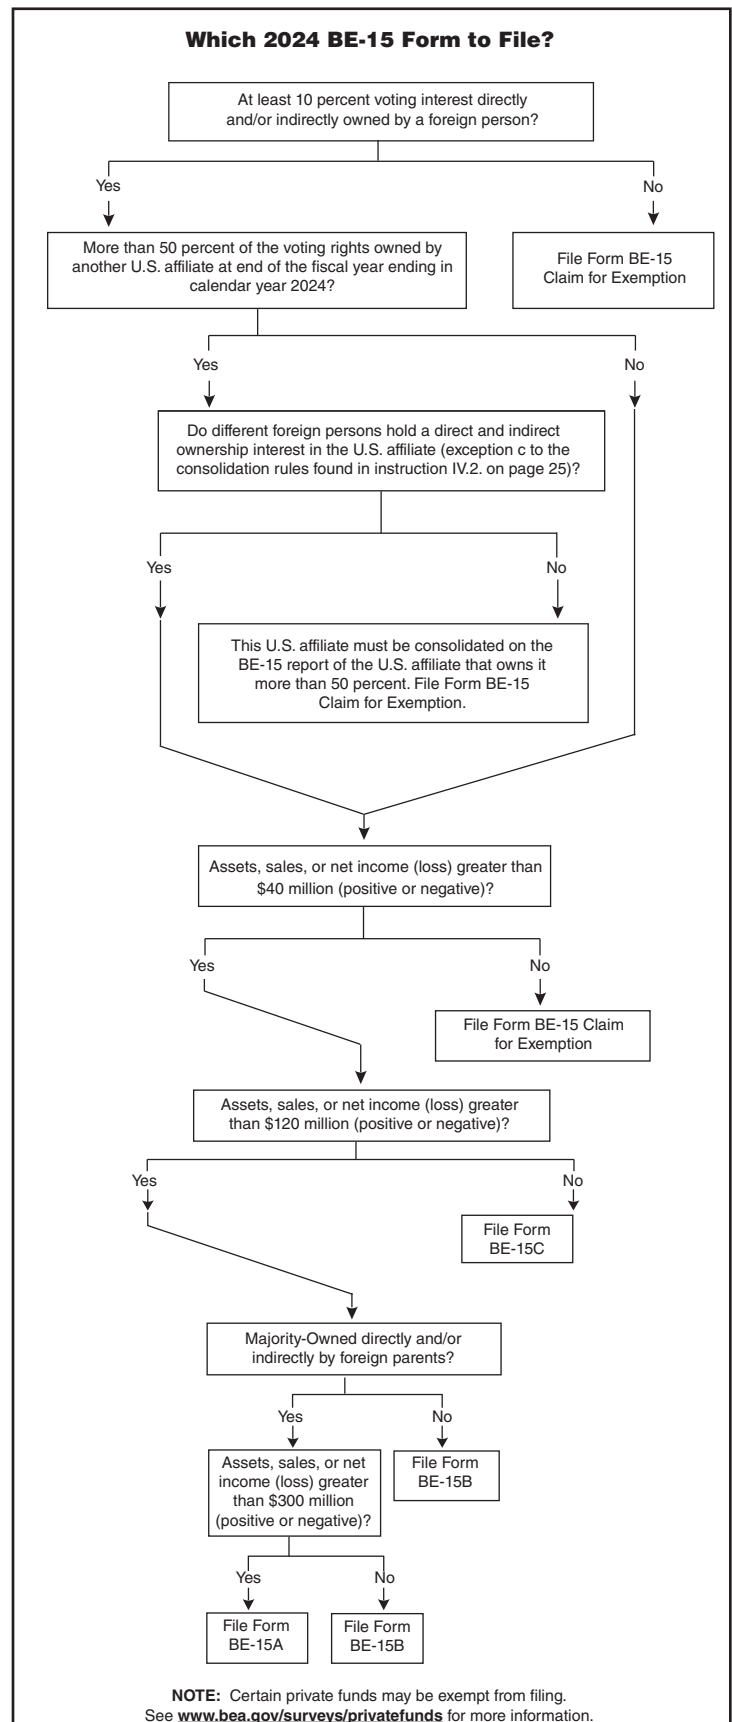 Which 2024 BE-15 Form to File?
At least 10 percent voting interest directly
and/or indirectly owned by a foreign person?
Yes
No
More than 50 percent of the voting rights owned by
another U.S. affiliate at end of the fiscal year ending in
calendar year 2024?
File Form BE-15
Claim for Exemption
Yes
No
Do different foreign persons hold a direct and indirect
ownership interest in the U.S. affiliate (exception c to the
consolidation rules found in instruction IV.2. on page 25)?
Yes
No
This U.S. affiliate must be consolidated on the
BE-15 report of the U.S. affiliate that owns it
more than 50 percent. File Form BE-15
Claim for Exemption.
Assets, sales, or net income (loss) greater than
$40 million (positive or negative)?
Yes
No
File Form BE-15 Claim
for Exemption
Assets, sales, or net income (loss) greater
than $120 million (positive or negative)?
Yes
No
File Form
BE-15C
Majority-Owned directly and/or
indirectly by foreign parents?
Yes
No
Assets, sales, or net
income (loss) greater
than $300 million
(positive or negative)?
File Form
BE-15B
Yes
No
File Form
BE-15A
File Form
BE-15B
NOTE: Certain private funds may be exempt from filing.
See www.bea.gov/surveys/privatefunds for more information.